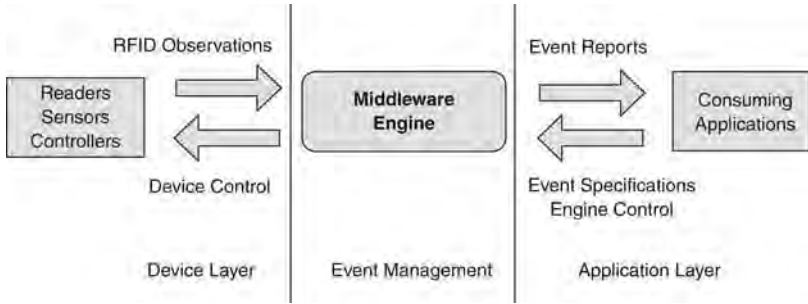 RFID Observations
Event Reports
Readers
Sensors
Controllers
Middleware
Engine
Consuming
Applications
Device Control
Event Specifications
Engine Control
Device Layer
Event Management
Application Layer